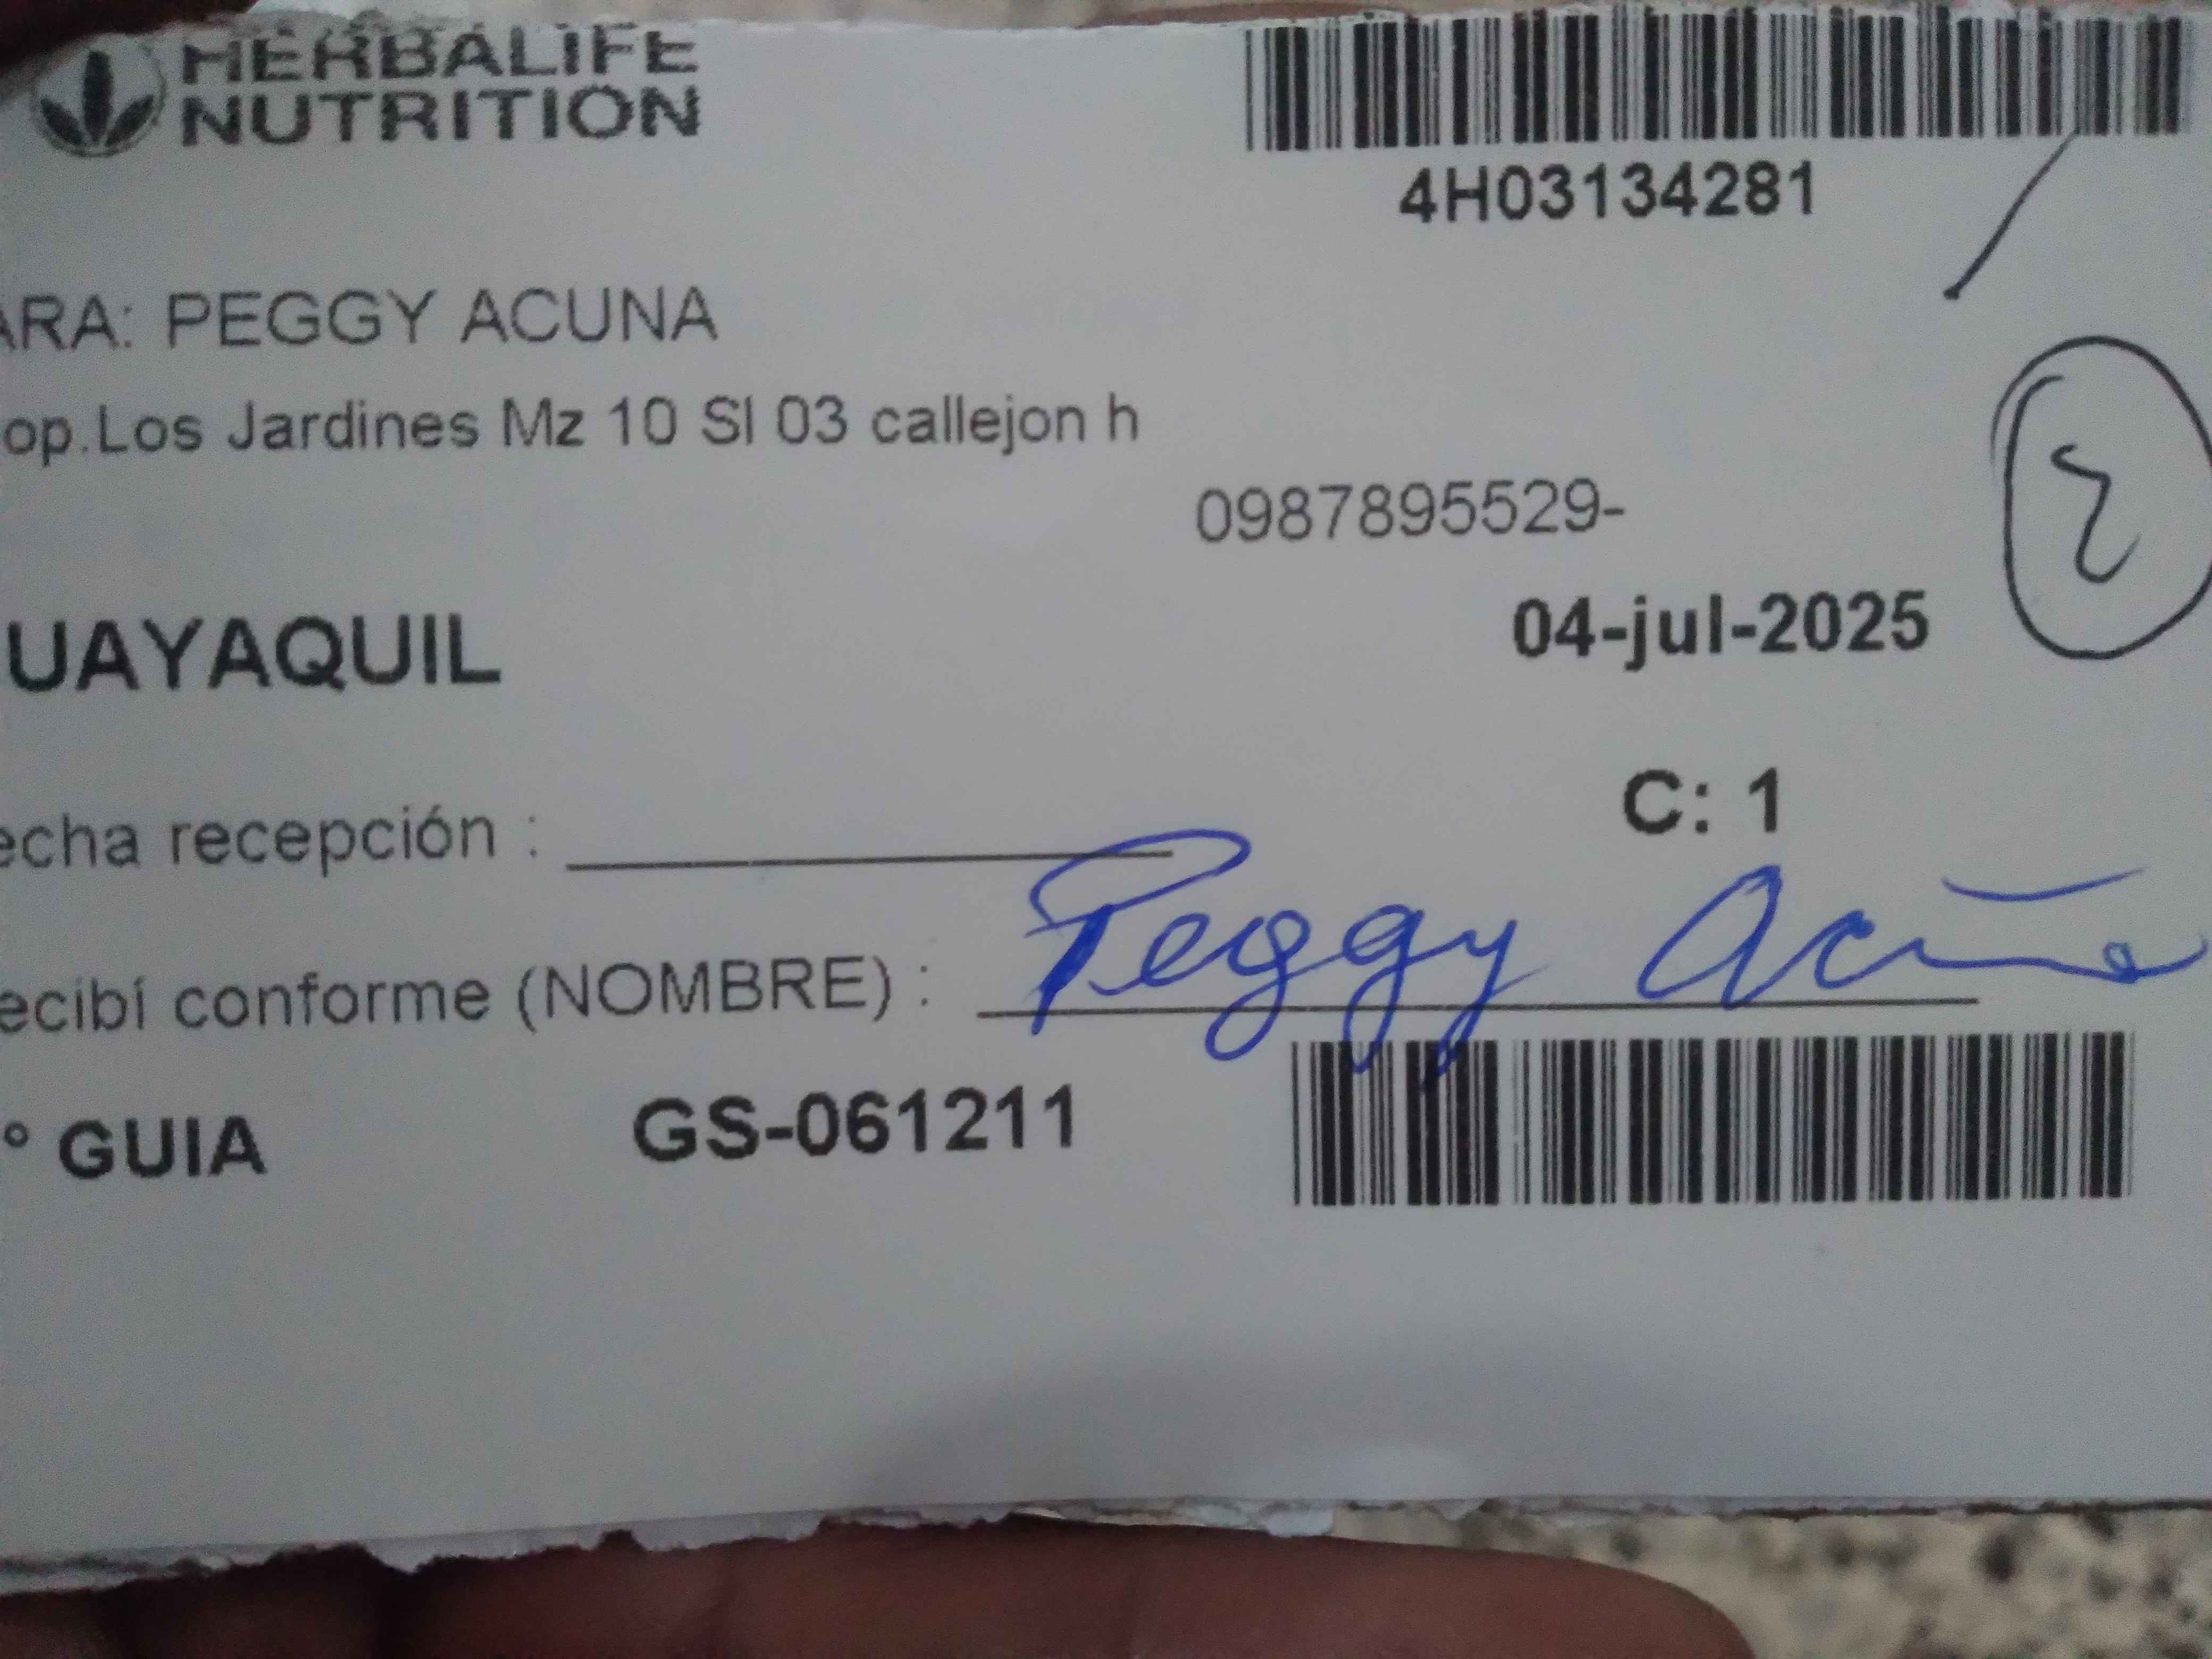 HERBALIFE
NUTRITION
4H03134281
ARA: PEGGY ACUNA
op.Los Jardines Mz 10 Sl 03 callejon h
0987895529-
UAYAQUIL
04-jul-2025
C: 1
echa recepción :
ecibí conforme (NOMBRE) : Peggy Acuña
° GUIA GS-061211